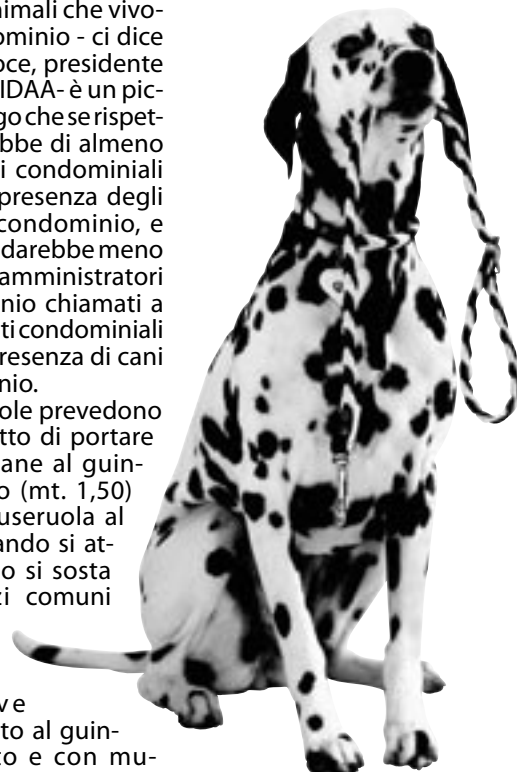 nimali che vivo-
ominio - ci dice
oce, presidente
IDAA- è un pic-
go che se rispet-
bbe di almeno
i condominiali
presenza degli
condominio, e
darebbe meno
amministratori
nio chiamati a
ti condominiali
resenza di cani
nio.
ole prevedono
tto di portare
ane al guin-
o (mt. 1,50)
useruola al
ando si at-
o si sosta
zi comuni
ve
to al guin-
to e con mu-